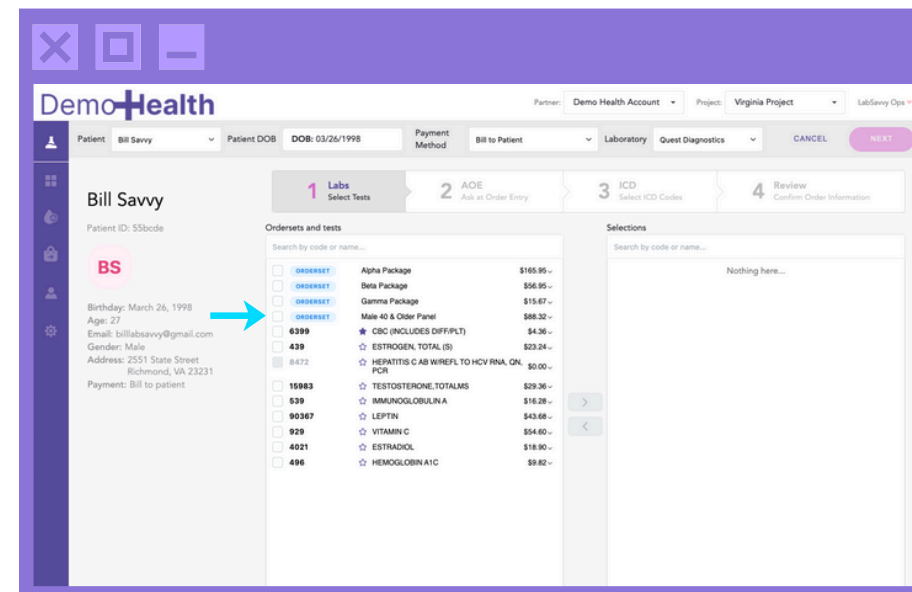 Demo Health
Partner: Demo Health Account Project: Virginia Project LabSavvy Ops
Patient Bill Savvy Patient DOB DOB: 03/26/1998 Payment Method Bill to Patient Laboratory Quest Diagnostics CANCEL NEXT
Bill Savvy
Patient ID: 55bcde
BS
Birthday: March 26, 1998
Age: 27
Email: billlabsavvy@gmail.com
Gender: Male
Address: 2551 State Street
Richmond, VA 23231
Payment: Bill to patient
1 Labs
Select Tests
2 AOE
Ask at Order Entry
3 ICD
Select ICD Codes
4 Review
Confirm Order Information
Ordersets and tests
Search by code or name...
ORDERSET Alpha Package $165.95
ORDERSET Beta Package $56.95
ORDERSET Gamma Package $15.67
ORDERSET Male 40 & Older Panel $88.32
6399 CBC (INCLUDES DIFF/PLT) $4.36
439 ESTROGEN, TOTAL (S) $23.24
8472 HEPATITIS C AB W/REFL TO HCV RNA, QN, $0.00
PCR
15983 TESTOSTERONE,TOTALMS $29.36
539 IMMUNOGLOBULIN A $16.28
90367 LEPTIN $43.68
929 VITAMIN C $54.60
4021 ESTRADIOL $18.90
496 HEMOGLOBIN A1C $9.82
Selections
Search by code or name...
Nothing here...